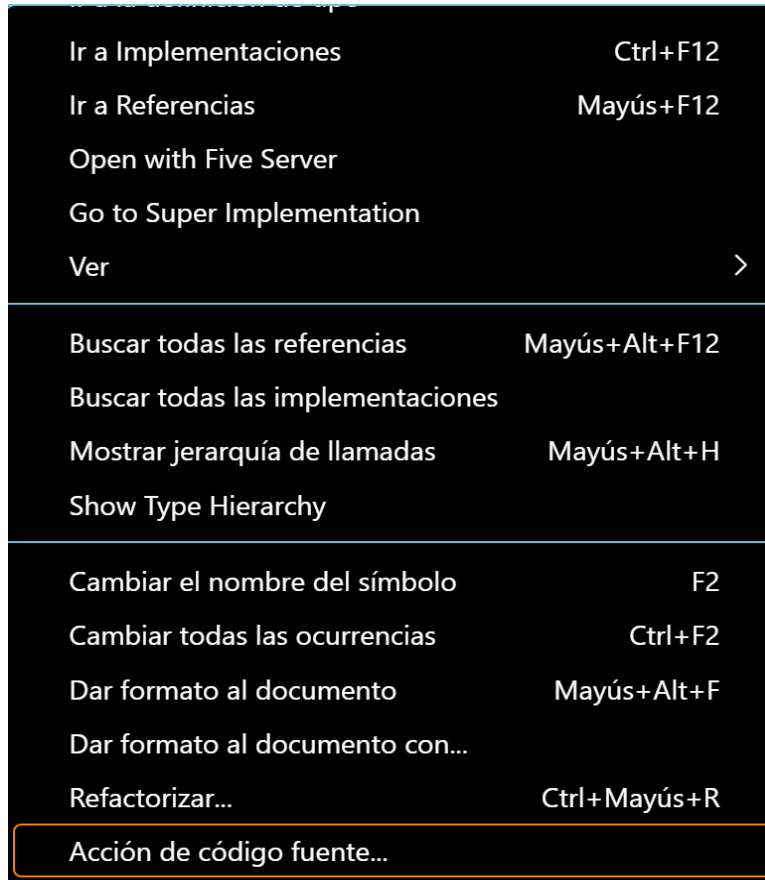 Ir a Implementaciones Ctrl+F12
Ir a Referencias Mayús+F12
Open with Five Server
Go to Super Implementation
Ver
Buscar todas las referencias Mayús+Alt+F12
Buscar todas las implementaciones
Mostrar jerarquía de llamadas Mayús+Alt+H
Show Type Hierarchy
Cambiar el nombre del símbolo F2
Cambiar todas las ocurrencias Ctrl+F2
Dar formato al documento Mayús+Alt+F
Dar formato al documento con...
Refactorizar... Ctrl+Mayús+R
Acción de código fuente...